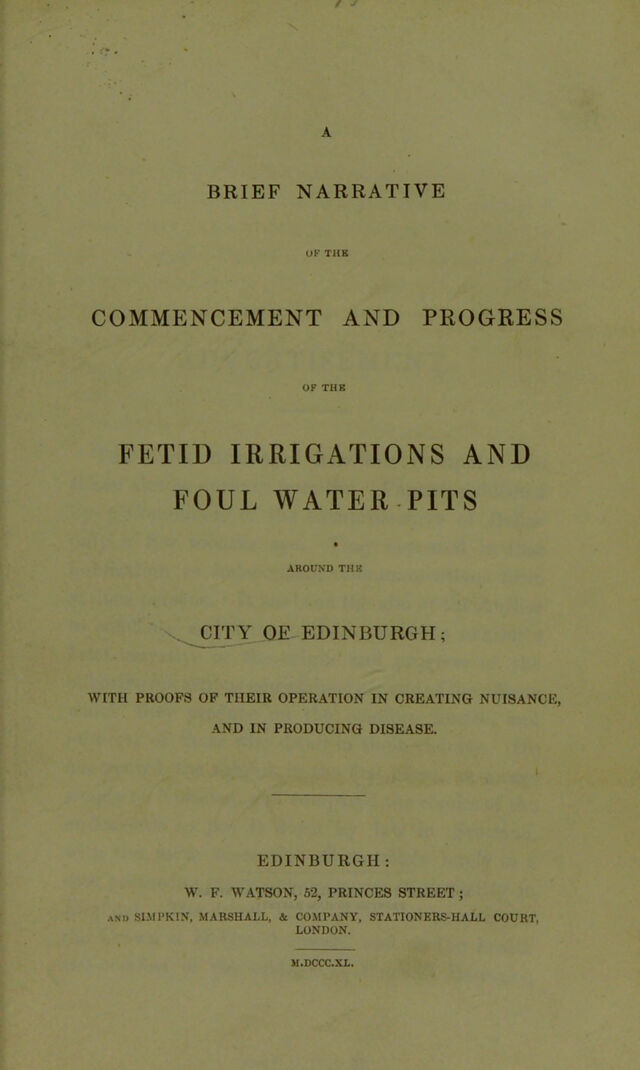 A
BRIEF NARRATIVE
OF THE
COMMENCEMENT AND PROGRESS
OF THE
FETID IRRIGATIONS AND
FOUL WATER PITS
AROUND THE
CITY OF EDINBURGH;
WITH PROOFS OF THEIR OPERATION IN CREATING NUISANCE,
AND IN PRODUCING DISEASE.
EDINBURGH:
W. F. WATSON, 52, PRINCES STREET;
AND SIMPKIN, MARSHALL, & COMPANY, STATIONERS-HALL COURT,
LONDON.
M.DCCC.XL.